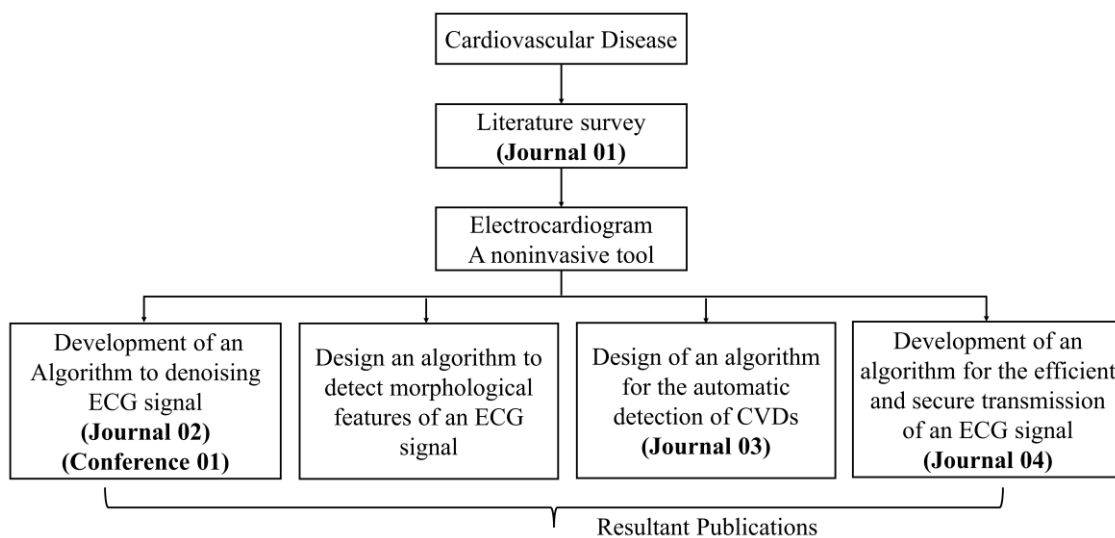 Cardiovascular Disease
Literature survey
(Journal 01)
Electrocardiogram
A noninvasive tool
Development of an
Algorithm to denoising
ECG signal
(Journal 02)
(Conference 01)
Design an algorithm to
detect morphological
features of an ECG
signal
Design of an algorithm
for the automatic
detection of CVDs
(Journal 03)
Development of an
algorithm for the efficient
and secure transmission
of an ECG signal
(Journal 04)
Resultant Publications